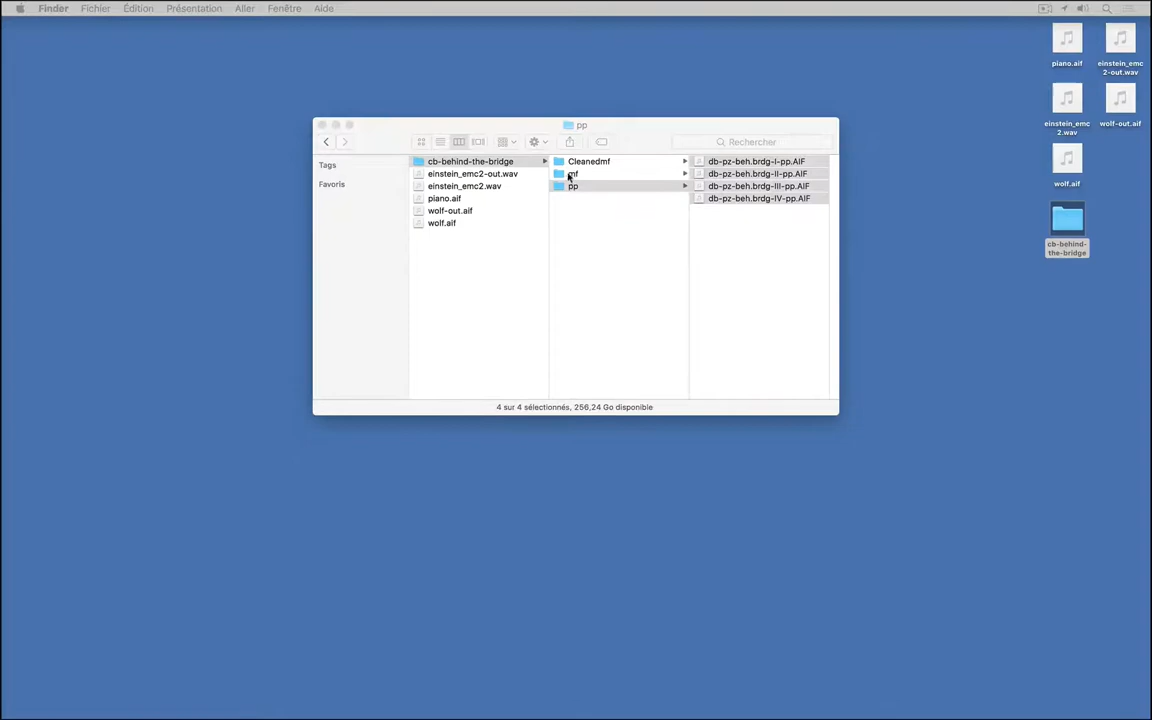 Finder Fichier Édition Présentation Aller Fenêtre Aide
piano.aif
einstein_emc
2-out.wav
einstein_emc
2.wav
wolf-out.aif
wolf.aif
cb-behind-
the-bridge
pp
Rechercher
Tags
Favoris
cb-behind-the-bridge
einstein_emc2-out.wav
einstein_emc2.wav
piano.aif
wolf-out.aif
wolf.aif
Cleanedmf
mf
pp
db-pz-beh.brdg-I-pp.AIF
db-pz-beh.brdg-II-pp.AIF
db-pz-beh.brdg-III-pp.AIF
db-pz-beh.brdg-IV-pp.AIF
4 sur 4 sélectionnés, 256,24 Go disponible